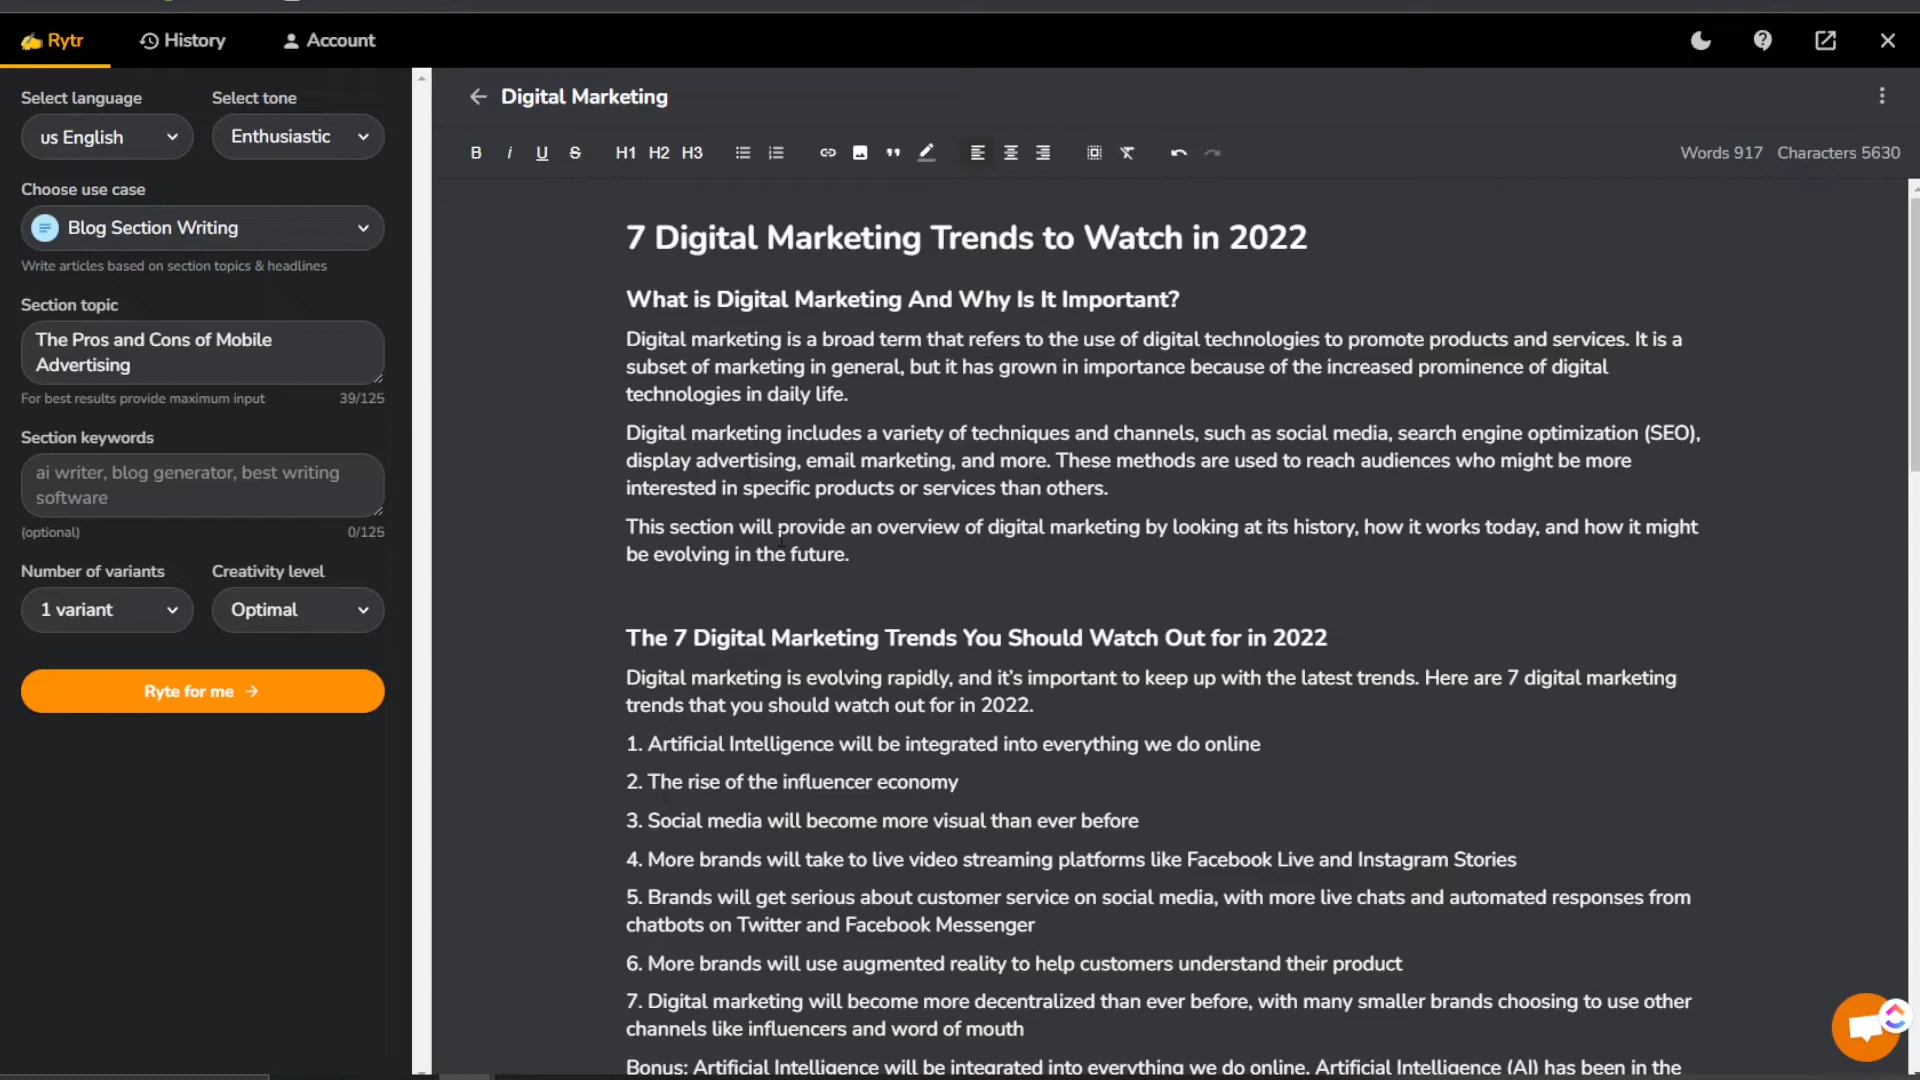 Rytr
History
Account
Select language
Select tone
us English
Enthusiastic
Choose use case
Blog Section Writing
Write articles based on section topics & headlines
Section topic
The Pros and Cons of Mobile
Advertising
For best results provide maximum input
39/125
Section keywords
ai writer, blog generator, best writing
software
(optional)
0/125
Number of variants
Creativity level
1 variant
Optimal
Ryte for me
Digital Marketing
B i U S H1 H2 H3
Words 917 Characters 5630
7 Digital Marketing Trends to Watch in 2022
What is Digital Marketing And Why Is It Important?
Digital marketing is a broad term that refers to the use of digital technologies to promote products and services. It is a
subset of marketing in general, but it has grown in importance because of the increased prominence of digital
technologies in daily life.
Digital marketing includes a variety of techniques and channels, such as social media, search engine optimization (SEO),
display advertising, email marketing, and more. These methods are used to reach audiences who might be more
interested in specific products or services than others.
This section will provide an overview of digital marketing by looking at its history, how it works today, and how it might
be evolving in the future.
The 7 Digital Marketing Trends You Should Watch Out for in 2022
Digital marketing is evolving rapidly, and it's important to keep up with the latest trends. Here are 7 digital marketing
trends that you should watch out for in 2022.
1. Artificial Intelligence will be integrated into everything we do online
2. The rise of the influencer economy
3. Social media will become more visual than ever before
4. More brands will take to live video streaming platforms like Facebook Live and Instagram Stories
5. Brands will get serious about customer service on social media, with more live chats and automated responses from
chatbots on Twitter and Facebook Messenger
6. More brands will use augmented reality to help customers understand their product
7. Digital marketing will become more decentralized than ever before, with many smaller brands choosing to use other
channels like influencers and word of mouth
Bonus: Artificial Intelligence will be integrated into everything we do online. Artificial Intelligence (AI) has been in the